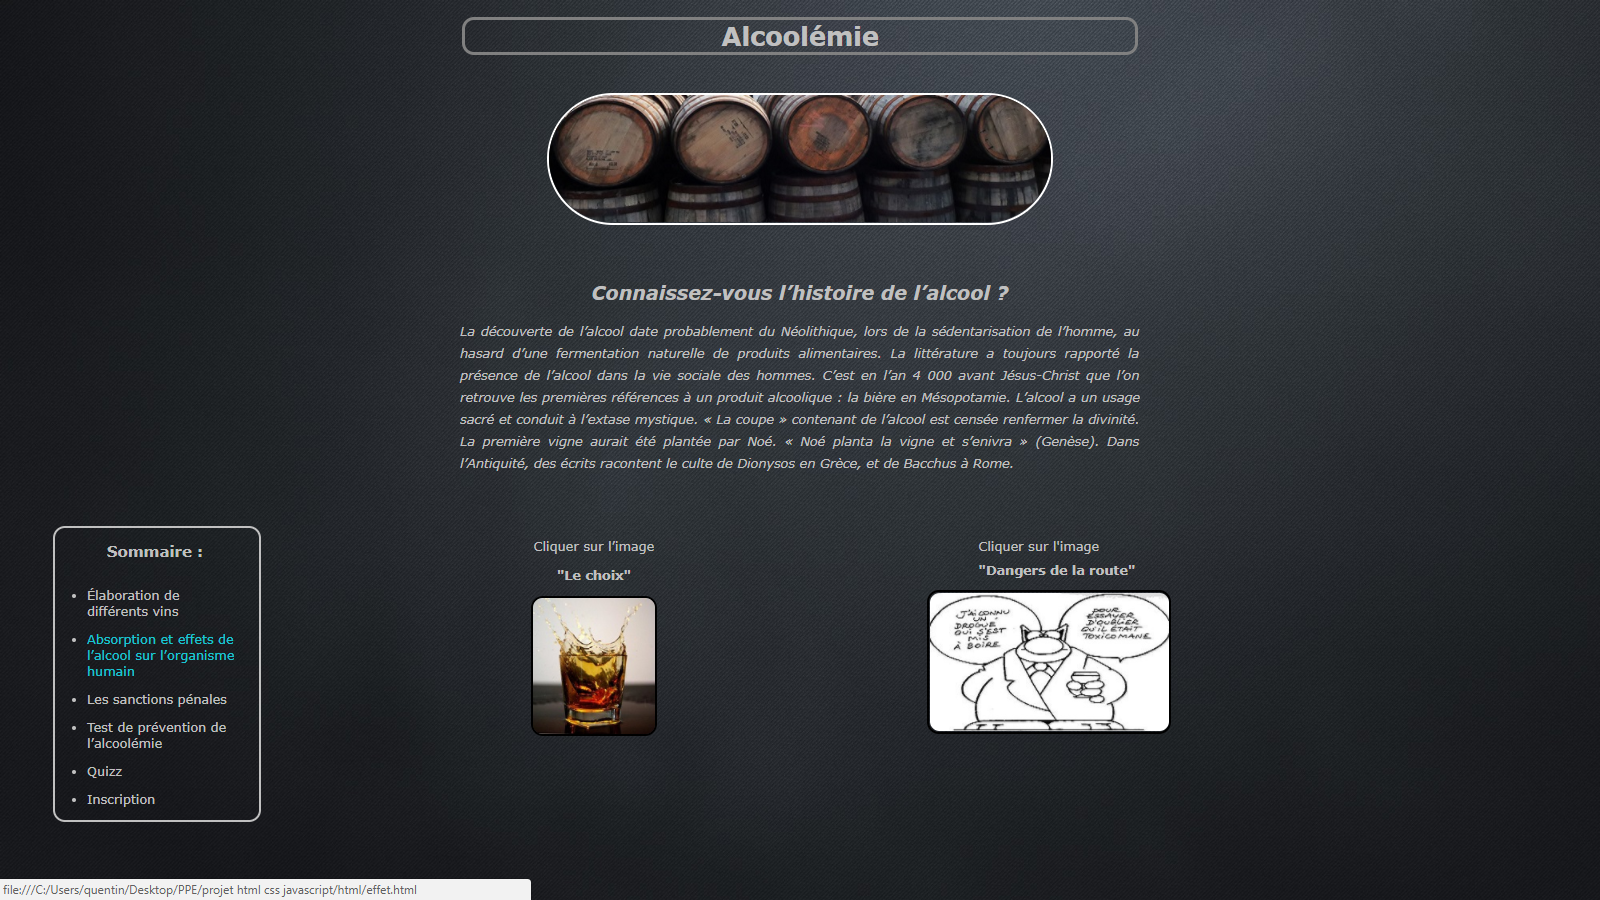 Alcoolémie
Connaissez-vous l’histoire de l’alcool ?
La découverte de l’alcool date probablement du Néolithique, lors de la sédentarisation de l’homme, au
hasard d’une fermentation naturelle de produits alimentaires. La littérature a toujours rapporté la
présence de l’alcool dans la vie sociale des hommes. C’est en l’an 4 000 avant Jésus-Christ que l’on
retrouve les premières références à un produit alcoolique : la bière en Mésopotamie. L’alcool a un usage
sacré et conduit à l’extase mystique. « La coupe » contenant de l’alcool est censée renfermer la divinité.
La première vigne aurait été plantée par Noé. « Noé planta la vigne et s’enivra » (Genèse). Dans
l’Antiquité, des écrits racontent le culte de Dionysos en Grèce, et de Bacchus à Rome.
Sommaire :
Élaboration de
différents vins
Absorption et effets de
l’alcool sur l’organisme
humain
Les sanctions pénales
Test de prévention de
l’alcoolémie
Quizz
Inscription
Cliquer sur l’image
"Le choix"
Cliquer sur l'image
"Dangers de la route"
J'AI CONNU
UN
DROGUÉ
QUI S'EST
MIS
À BOIRE
POUR
ESSAYER
D'OUBLIER
QU'IL ÉTAIT
TOXICOMANE
file:///C:/Users/quentin/Desktop/PPE/projet html css javascript/html/effet.html